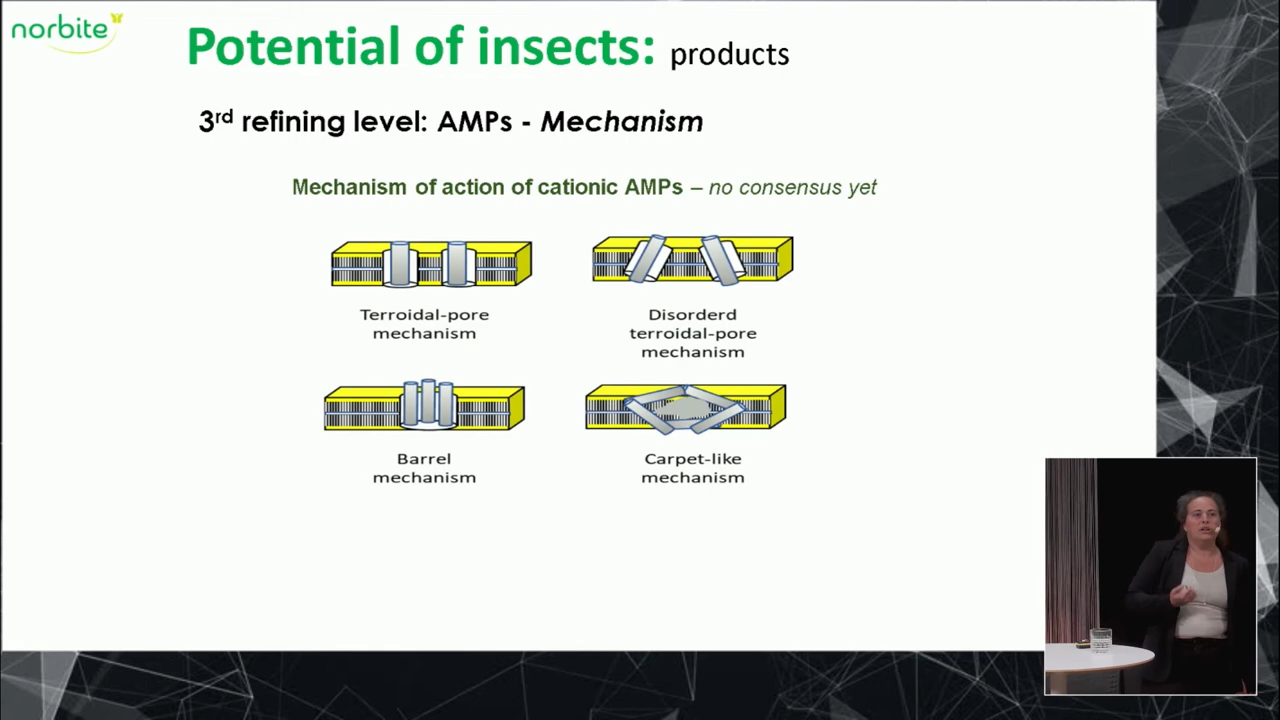 norbite
Potential of insects: products
3rd refining level: AMPs - Mechanism
Mechanism of action of cationic AMPs – no consensus yet
Terroidal-pore
mechanism
Disorderd
terroidal-pore
mechanism
Barrel
mechanism
Carpet-like
mechanism